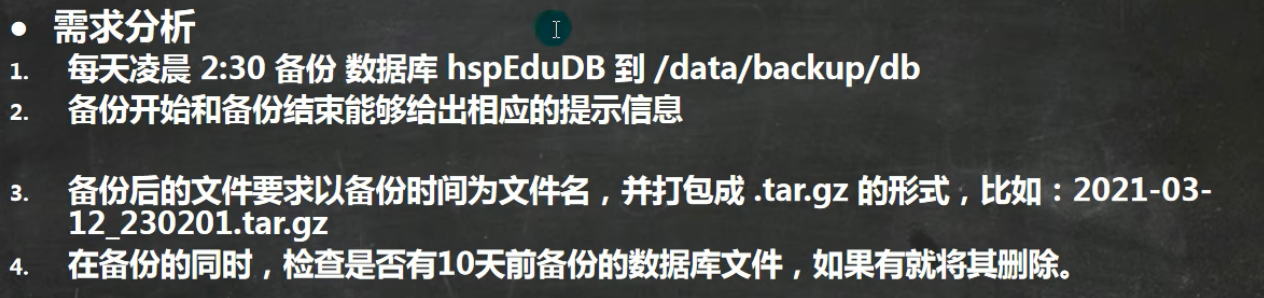 ● 需求分析
1. 每天凌晨 2:30 备份 数据库 hspEduDB 到 /data/backup/db
2. 备份开始和备份结束能够给出相应的提示信息
3. 备份后的文件要求以备份时间为文件名，并打包成 .tar.gz 的形式，比如：2021-03-
12_230201.tar.gz
4. 在备份的同时，检查是否有10天前备份的数据库文件，如果有就将其删除。